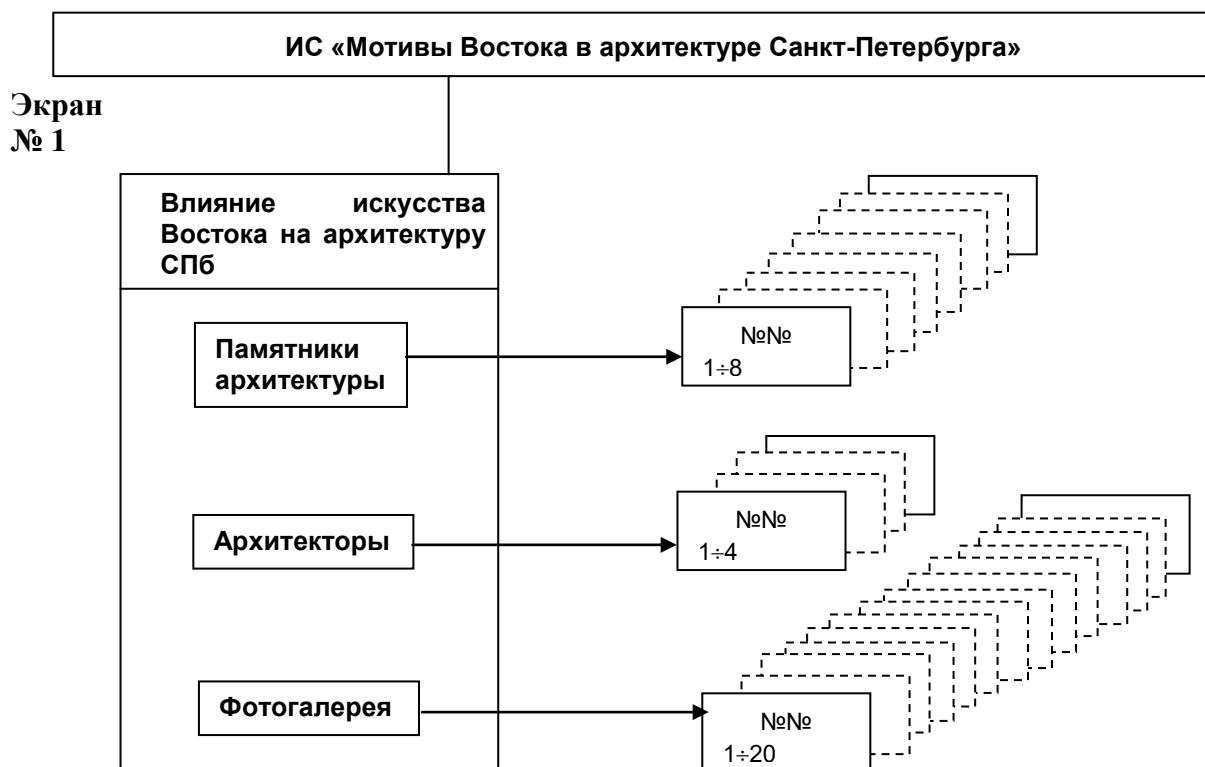 ИС «Мотивы Востока в архитектуре Санкт-Петербурга»
Экран
№ 1
Влияние искусства
Востока на архитектуру
СПб
Памятники
архитектуры
№№
1÷8
Архитекторы
№№
1÷4
Фотогалерея
№№
1÷20